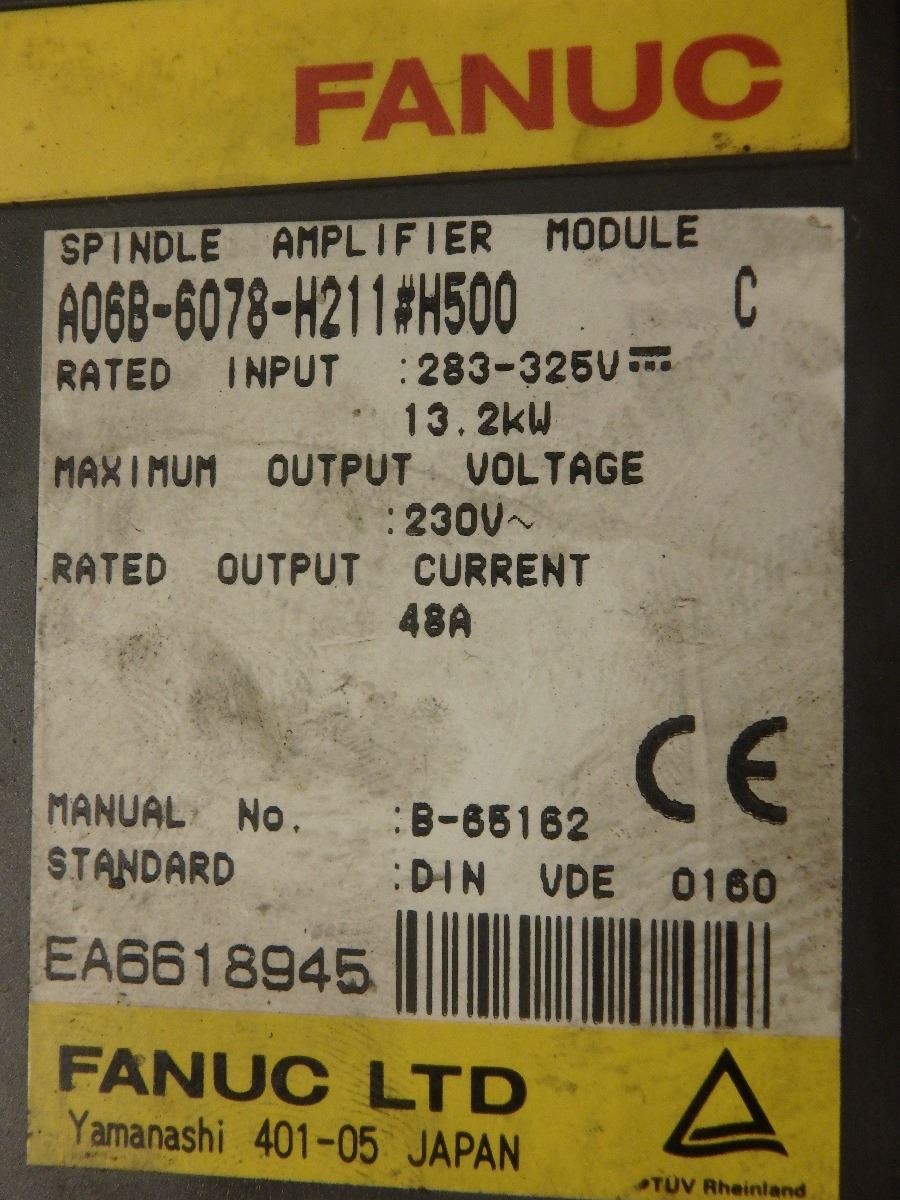 FANUC
SPINDLE AMPLIFIER MODULE
A06B-6078-H211#H500 C
RATED INPUT :283-325V⎓
13.2kW
MAXIMUM OUTPUT VOLTAGE
:230V~
RATED OUTPUT CURRENT
48A
CE
MANUAL No. :B-65162
STANDARD :DIN VDE 0160
EA6618945
FANUC LTD
Yamanashi 401-05 JAPAN
TÜV Rheinland